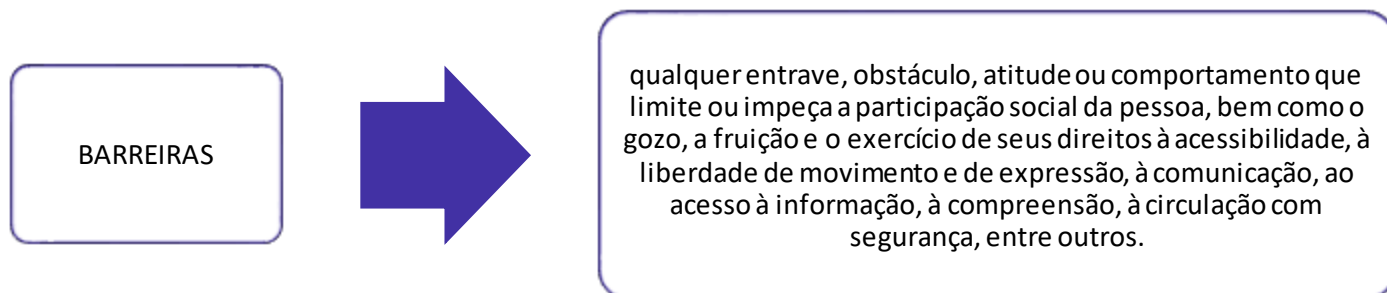 BARREIRAS
qualquer entrave, obstáculo, atitude ou comportamento que
limite ou impeça a participação social da pessoa, bem como o
gozo, a fruição e o exercício de seus direitos à acessibilidade, à
liberdade de movimento e de expressão, à comunicação, ao
acesso à informação, à compreensão, à circulação com
segurança, entre outros.